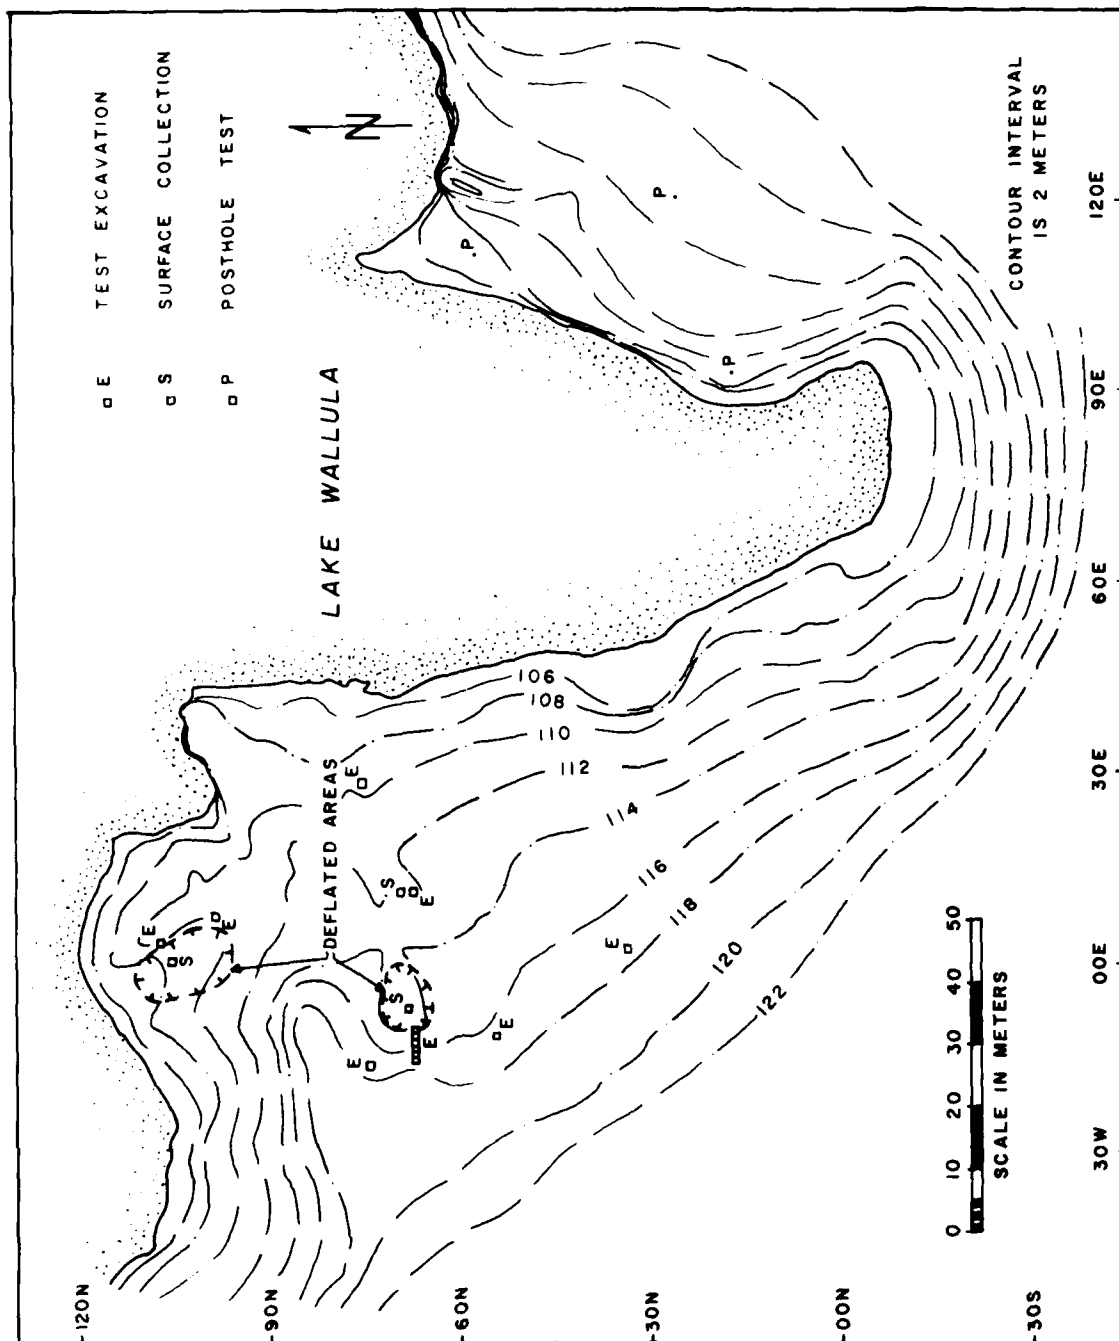 E TEST EXCAVATION
S SURFACE COLLECTION
P POSTHOLE TEST
N
LAKE WALLULA
DEFLATED AREAS
CONTOUR INTERVAL
IS 2 METERS
106
108
110
112
114
116
118
120
122
E
S
E
E
S
E
S
E
E
E
E
P
P
P
0 10 20 30 40 50
SCALE IN METERS
120N
90N
60N
30N
00N
30S
30W
00E
30E
60E
90E
120E